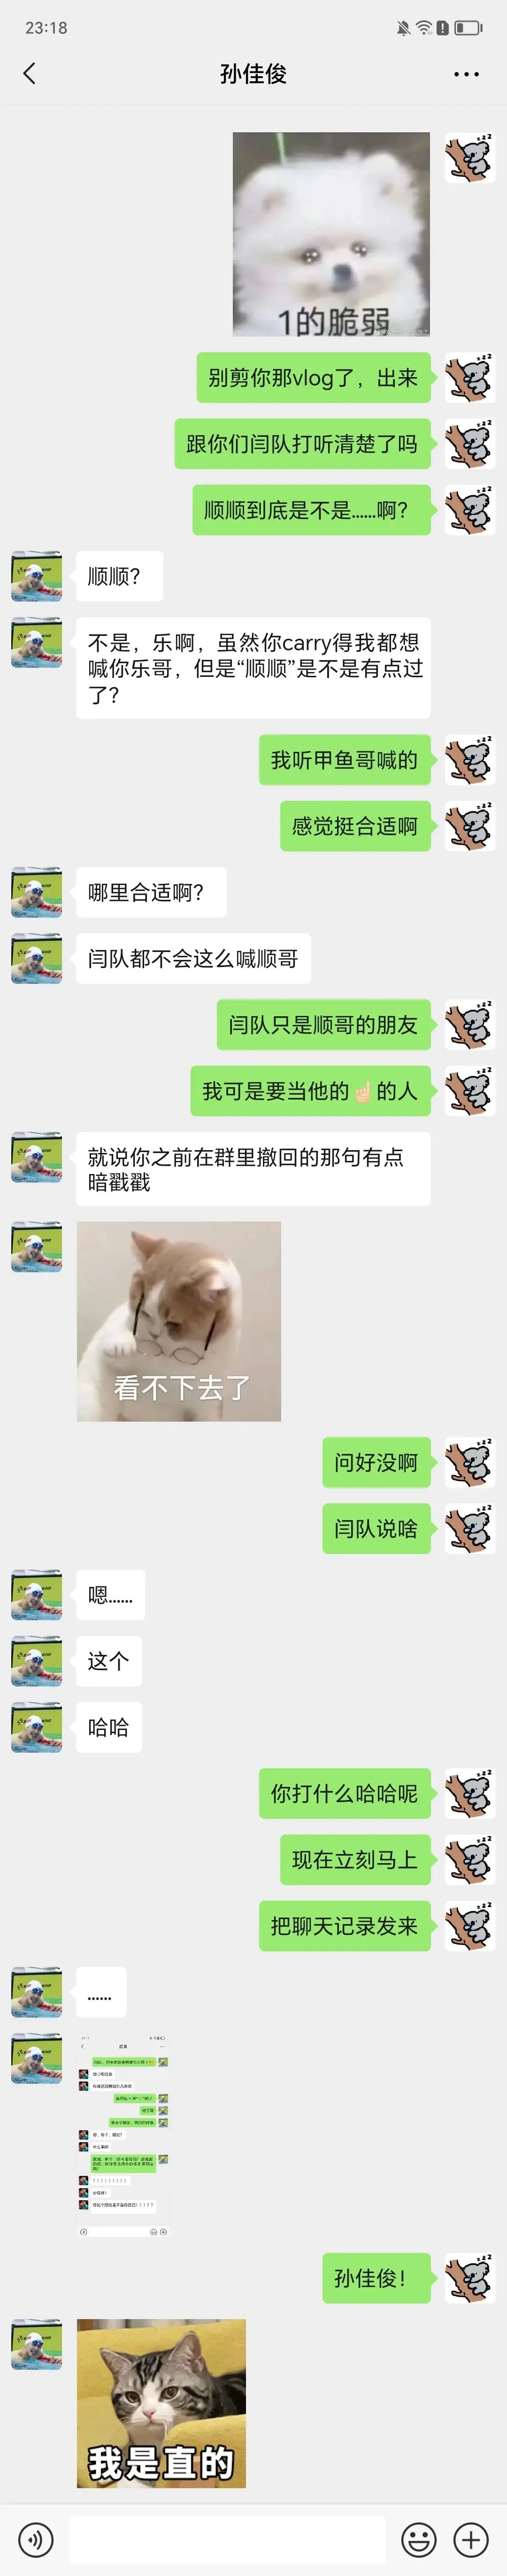 23:18
孙佳俊
zzZ
1的脆弱
别剪你那vlog了，出来
跟你们闫队打听清楚了吗
顺顺到底是不是……啊？
顺顺？
不是，乐啊，虽然你carry得我都想
喊你乐哥，但是“顺顺”是不是有点过
了？
我听甲鱼哥喊的
感觉挺合适啊
哪里合适啊？
闫队都不会这么喊顺哥
闫队只是顺哥的朋友
我可是要当他的☝🏻的人
就说你之前在群里撤回的那句有点
暗戳戳
看不下去了
问好没啊
闫队说啥
嗯……
这个
哈哈
你打什么哈哈呢
现在立刻马上
把聊天记录发来
……
孙佳俊！
我是直的